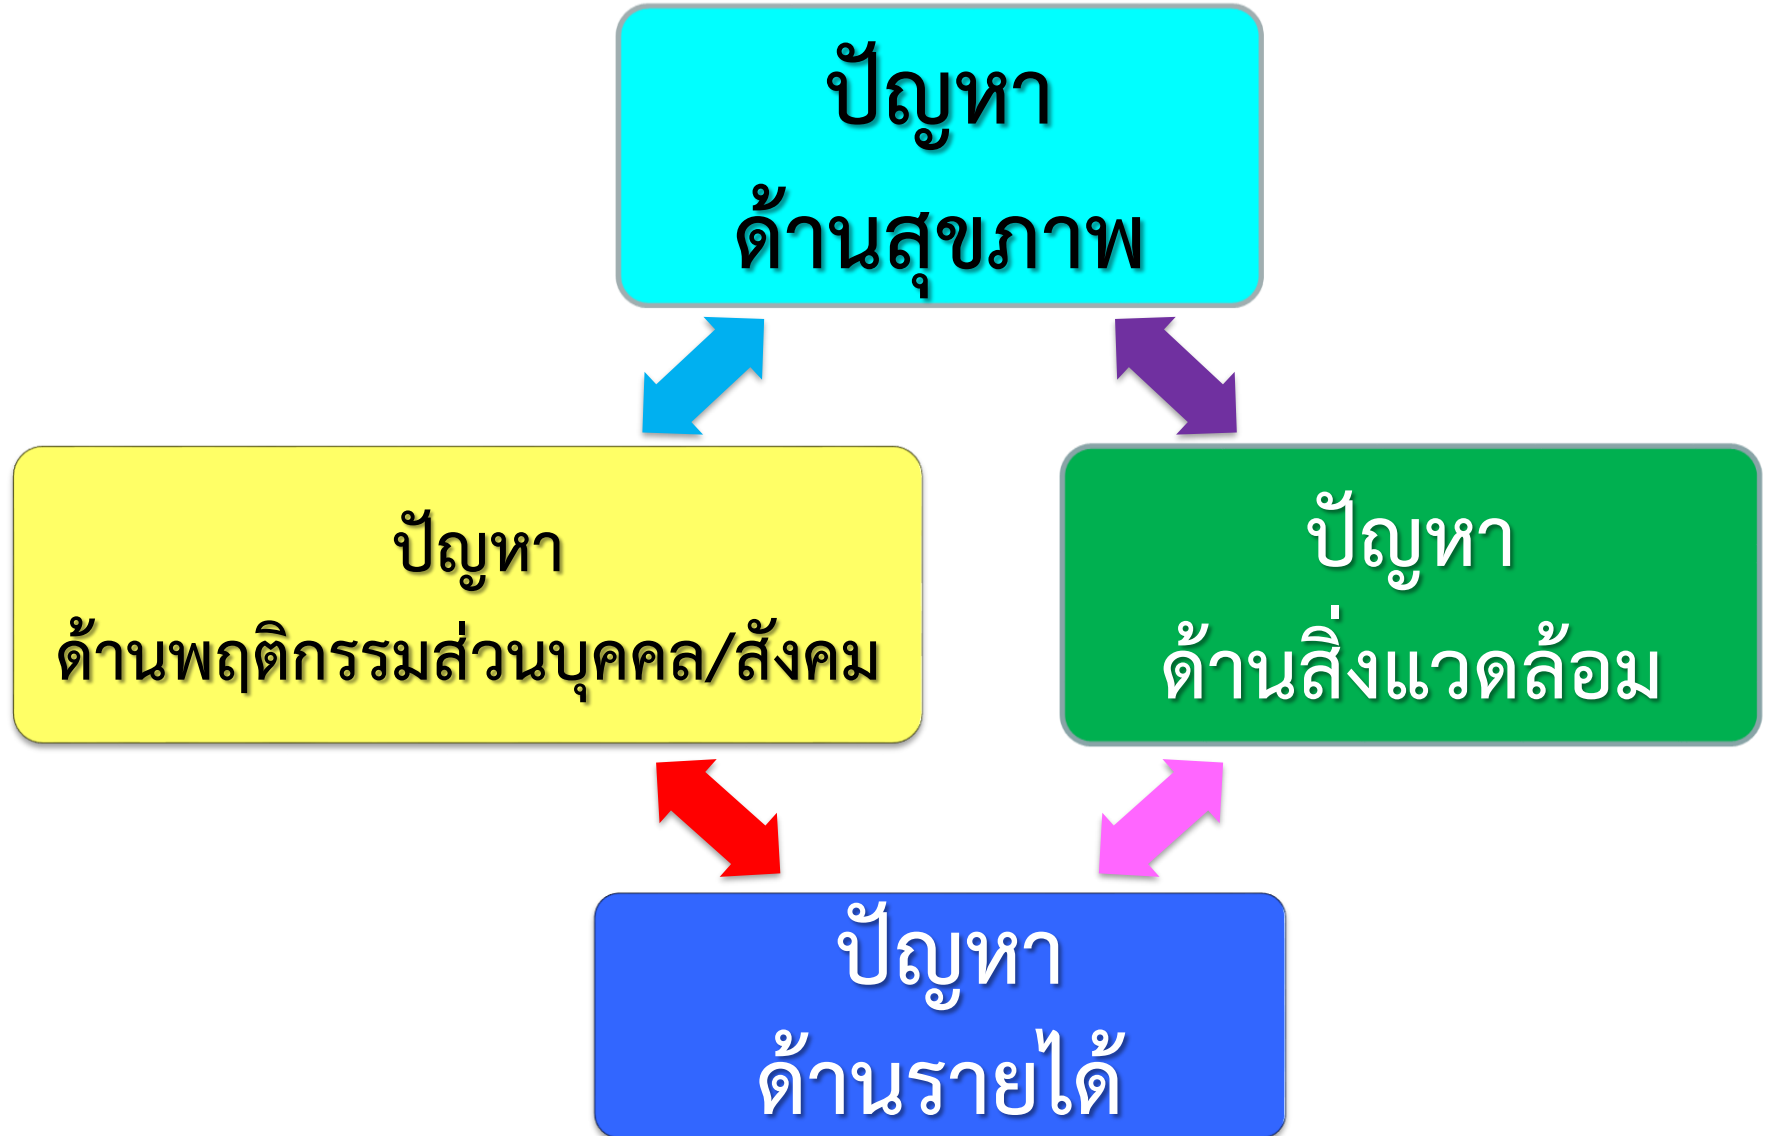 ปัญหา
ด้านสุขภาพ
ปัญหา
ด้านพฤติกรรมส่วนบุคคล/สังคม
ปัญหา
ด้านสิ่งแวดล้อม
ปัญหา
ด้านรายได้